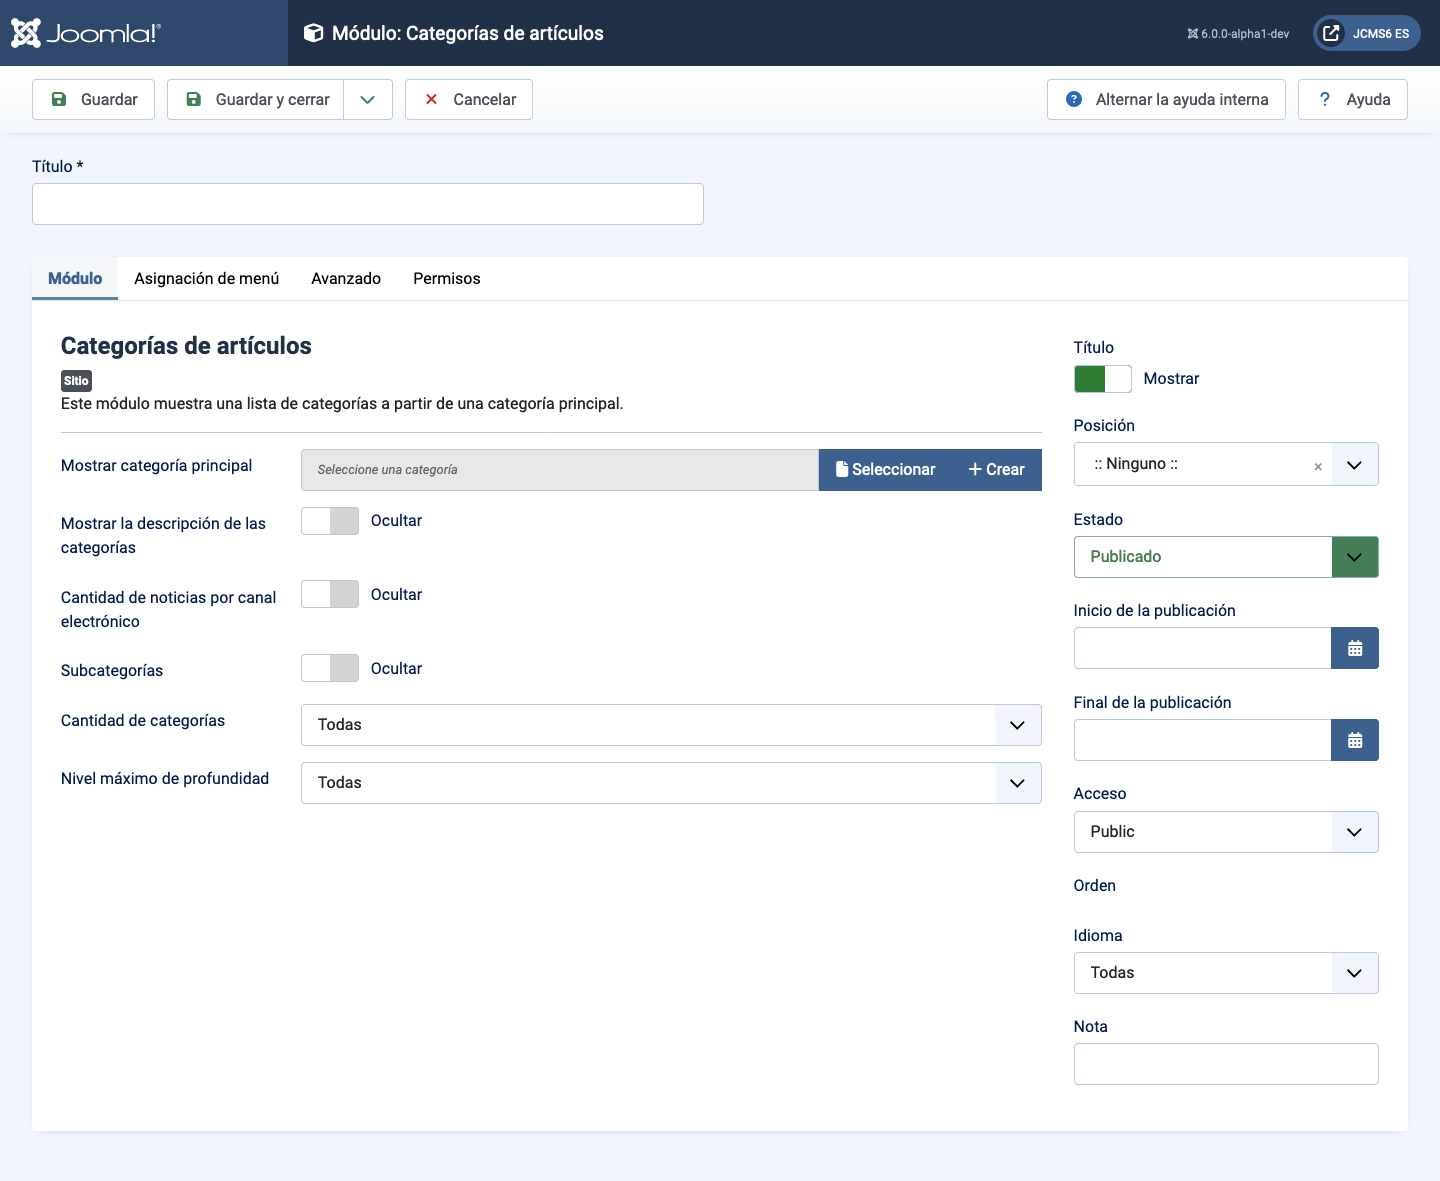 Joomla!®
Módulo: Categorías de artículos
6.0.0-alpha1-dev
JCMS6 ES
Guardar
Guardar y cerrar
Cancelar
Alternar la ayuda interna
Ayuda
Título *
Módulo
Asignación de menú
Avanzado
Permisos
Categorías de artículos
Sitio
Este módulo muestra una lista de categorías a partir de una categoría principal.
Mostrar categoría principal
Seleccione una categoría
Seleccionar
Crear
Mostrar la descripción de las
categorías
Ocultar
Cantidad de noticias por canal
electrónico
Ocultar
Subcategorías
Ocultar
Cantidad de categorías
Todas
Nivel máximo de profundidad
Todas
Título
Mostrar
Posición
:: Ninguno ::
Estado
Publicado
Inicio de la publicación
Final de la publicación
Acceso
Public
Orden
Idioma
Todas
Nota